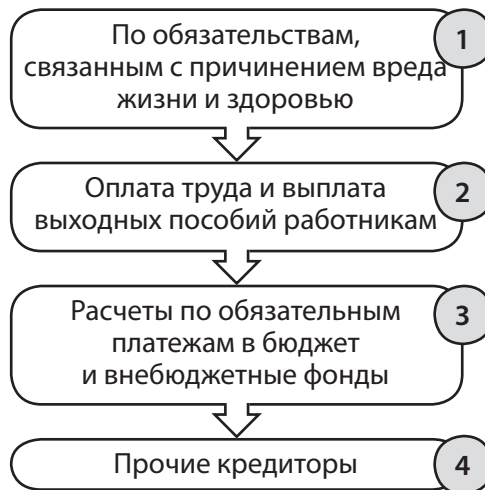 По обязательствам,
связанным с причинением вреда
жизни и здоровью
1
Оплата труда и выплата
выходных пособий работникам
2
Расчеты по обязательным
платежам в бюджет
и внебюджетные фонды
3
Прочие кредиторы
4